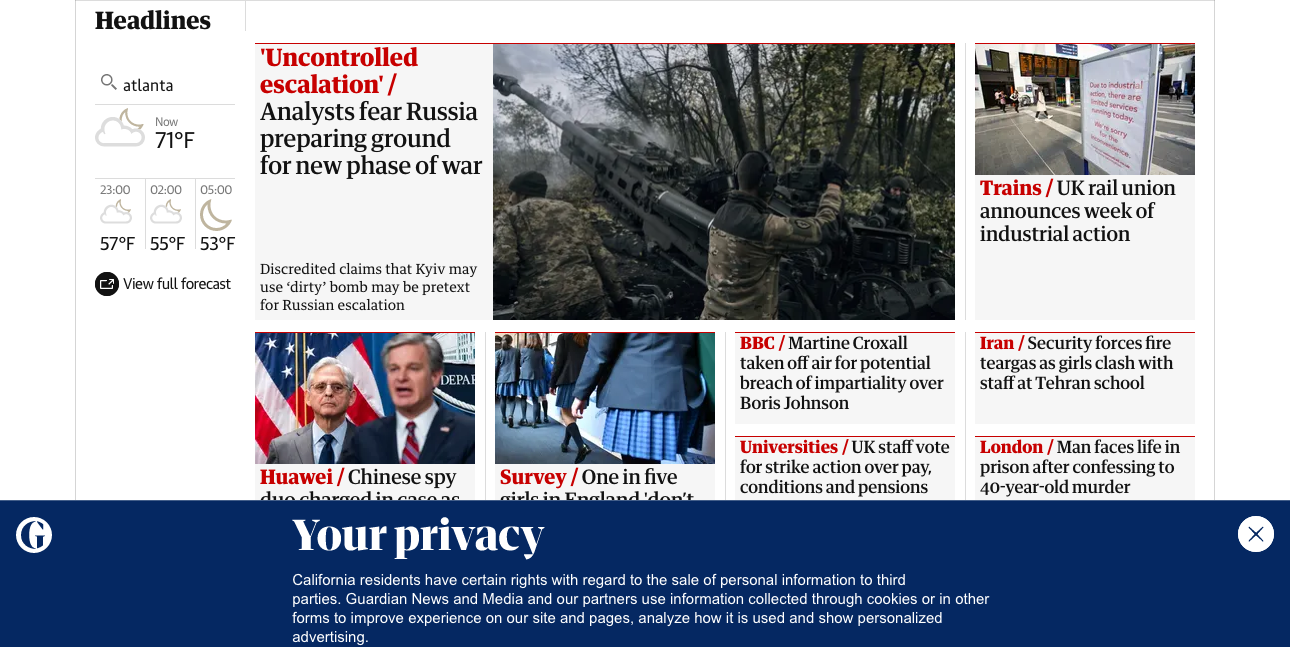 Headlines
atlanta
Now
71°F
23:00
02:00
05:00
57°F
55°F
53°F
View full forecast
'Uncontrolled
escalation' /
Analysts fear Russia
preparing ground
for new phase of war
Discredited claims that Kyiv may
use ‘dirty’ bomb may be pretext
for Russian escalation
Due to industrial
action, there are
limited services
running today.
We're sorry
for the
inconvenience.
Trains / UK rail union
announces week of
industrial action
DEPAR
Huawei / Chinese spy
duo charged in case as
Survey / One in five
girls in England 'don’t
BBC / Martine Croxall
taken off air for potential
breach of impartiality over
Boris Johnson
Universities / UK staff vote
for strike action over pay,
conditions and pensions
Iran / Security forces fire
teargas as girls clash with
staff at Tehran school
London / Man faces life in
prison after confessing to
40-year-old murder
Your privacy
California residents have certain rights with regard to the sale of personal information to third
parties. Guardian News and Media and our partners use information collected through cookies or in other
forms to improve experience on our site and pages, analyze how it is used and show personalized
advertising.